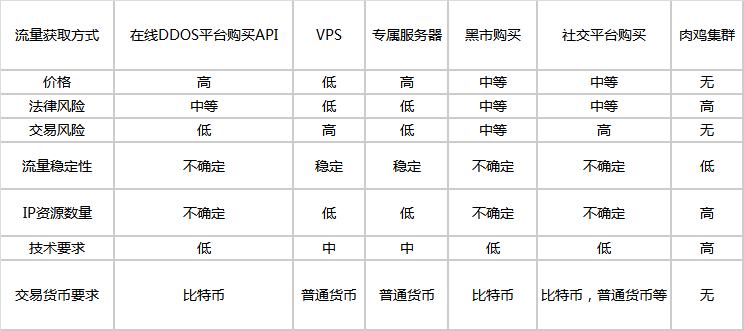 流量获取方式 在线DDOS平台购买API VPS 专属服务器 黑市购买 社交平台购买 肉鸡集群
价格 高 低 高 中等 中等 无
法律风险 中等 低 低 中等 中等 高
交易风险 低 高 低 中等 高 无
流量稳定性 不确定 稳定 稳定 不确定 不确定 低
IP资源数量 不确定 低 低 不确定 不确定 高
技术要求 低 中 中 低 低 高
交易货币要求 比特币 普通货币 普通货币 比特币 比特币，普通货币等 无